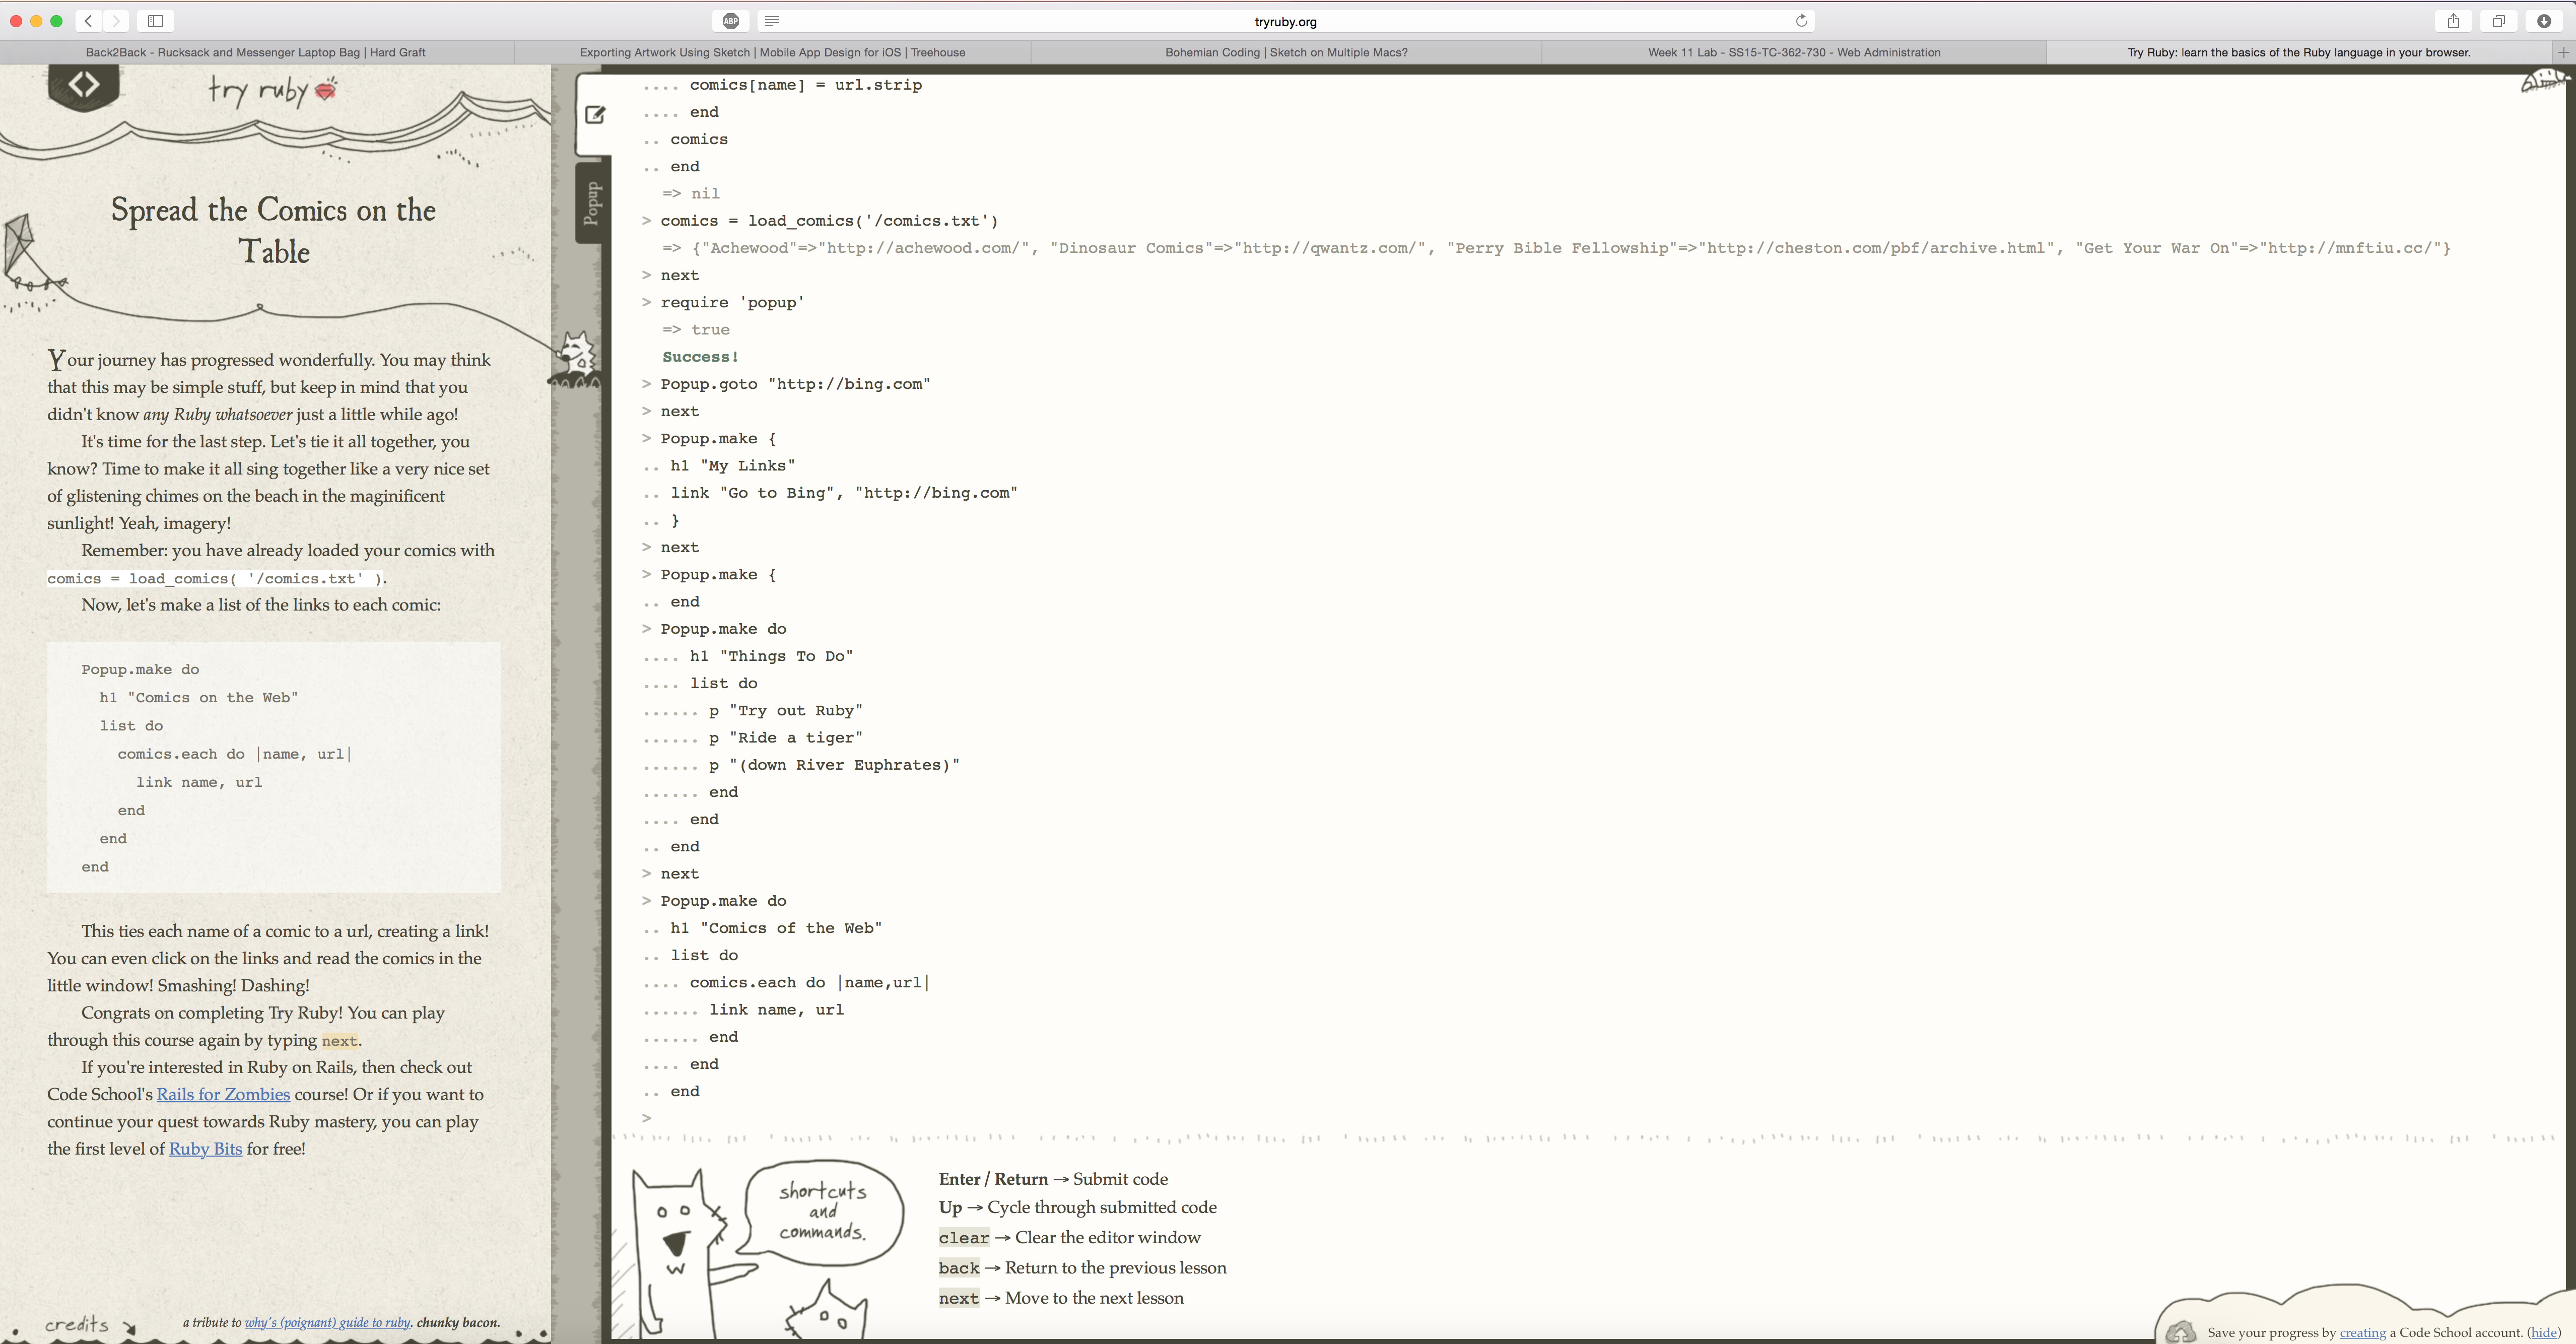 ABP
tryruby.org
Back2Back - Rucksack and Messenger Laptop Bag | Hard Graft
Exporting Artwork Using Sketch | Mobile App Design for iOS | Treehouse
Bohemian Coding | Sketch on Multiple Macs?
Week 11 Lab - SS15-TC-362-730 - Web Administration
Try Ruby: learn the basics of the Ruby language in your browser.
try ruby
Spread the Comics on the
Table
Your journey has progressed wonderfully. You may think
that this may be simple stuff, but keep in mind that you
didn't know any Ruby whatsoever just a little while ago!
It's time for the last step. Let's tie it all together, you
know? Time to make it all sing together like a very nice set
of glistening chimes on the beach in the maginificent
sunlight! Yeah, imagery!
Remember: you have already loaded your comics with
comics = load_comics( '/comics.txt' ).
Now, let's make a list of the links to each comic:
Popup.make do
h1 "Comics on the Web"
list do
comics.each do |name, url|
link name, url
end
end
end
This ties each name of a comic to a url, creating a link!
You can even click on the links and read the comics in the
little window! Smashing! Dashing!
Congrats on completing Try Ruby! You can play
through this course again by typing next.
If you're interested in Ruby on Rails, then check out
Code School's Rails for Zombies course! Or if you want to
continue your quest towards Ruby mastery, you can play
the first level of Ruby Bits for free!
credits
a tribute to why's (poignant) guide to ruby. chunky bacon.
Popup
.... comics[name] = url.strip
.... end
.. comics
.. end
=> nil
> comics = load_comics('/comics.txt')
=> {"Achewood"=>"http://achewood.com/", "Dinosaur Comics"=>"http://qwantz.com/", "Perry Bible Fellowship"=>"http://cheston.com/pbf/archive.html", "Get Your War On"=>"http://mnftiu.cc/"}
> next
> require 'popup'
=> true
Success!
> Popup.goto "http://bing.com"
> next
> Popup.make {
.. h1 "My Links"
.. link "Go to Bing", "http://bing.com"
.. }
> next
> Popup.make {
.. end
> Popup.make do
.... h1 "Things To Do"
.... list do
...... p "Try out Ruby"
...... p "Ride a tiger"
...... p "(down River Euphrates)"
...... end
.... end
.. end
> next
> Popup.make do
.. h1 "Comics of the Web"
.. list do
.... comics.each do |name,url|
...... link name, url
...... end
.... end
.. end
>
shortcuts
and
commands.
Enter / Return → Submit code
Up → Cycle through submitted code
clear → Clear the editor window
back → Return to the previous lesson
next → Move to the next lesson
Save your progress by creating a Code School account. (hide)